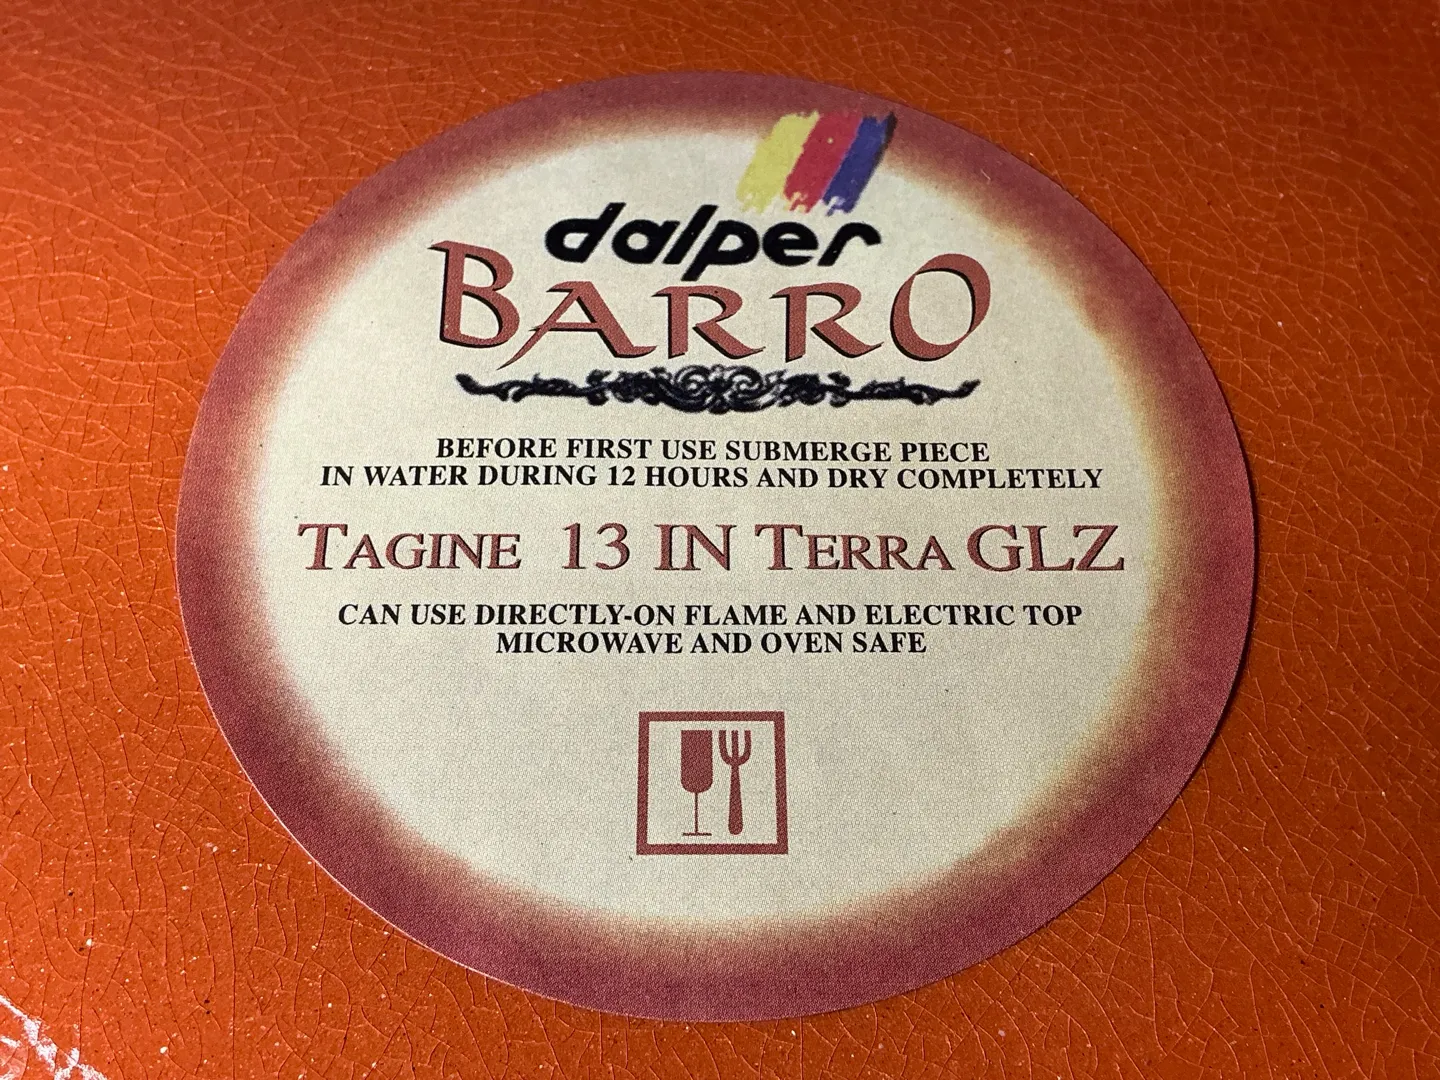 dalper
BARRO
BEFORE FIRST USE SUBMERGE PIECE
IN WATER DURING 12 HOURS AND DRY COMPLETELY
TAGINE 13 IN TERRA GLZ
CAN USE DIRECTLY-ON FLAME AND ELECTRIC TOP
MICROWAVE AND OVEN SAFE